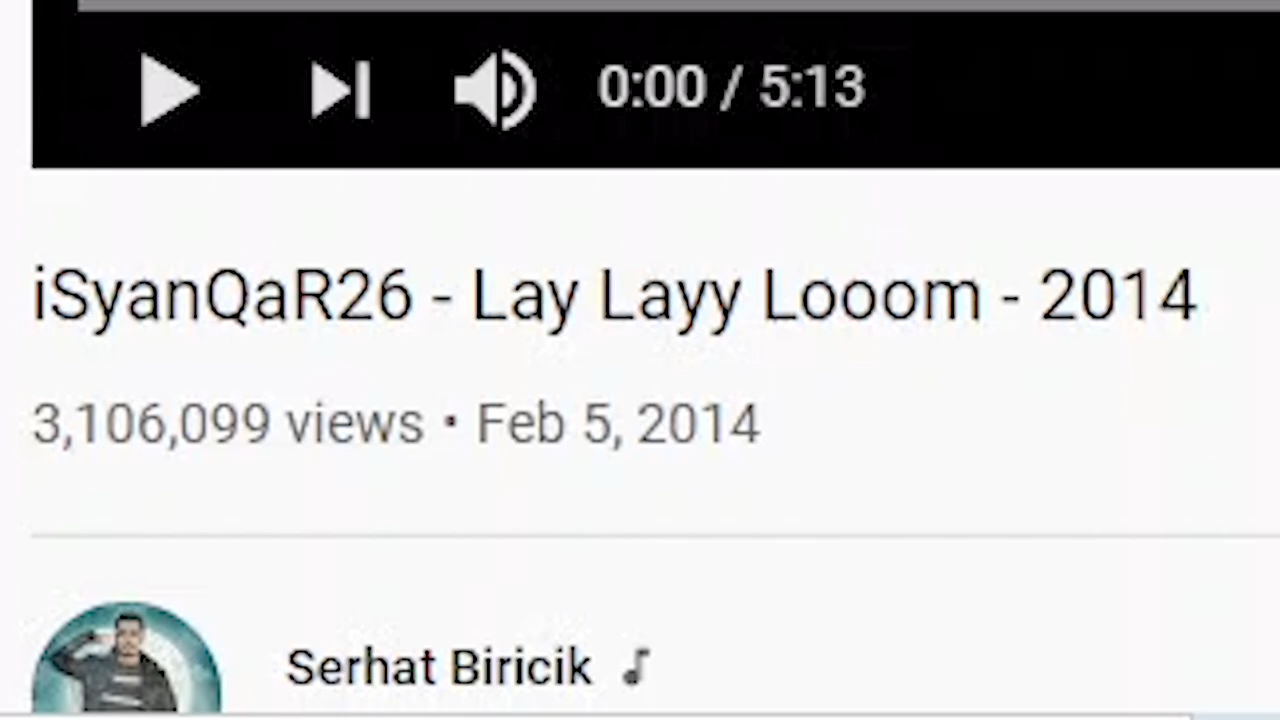 0:00 / 5:13
iSyanQaR26 - Lay Layy Looom - 2014
3,106,099 views • Feb 5, 2014
Serhat Biricik